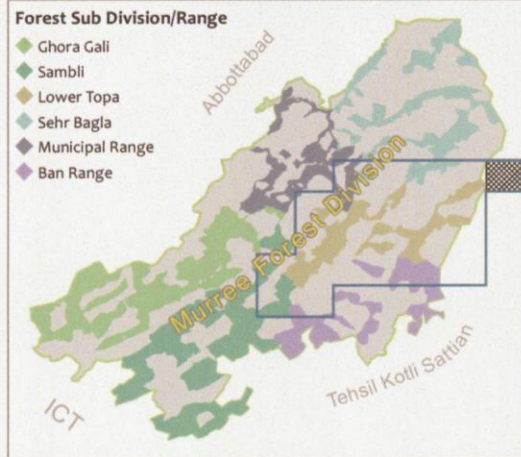 Forest Sub Division/Range
Ghora Gali
Sambli
Lower Topa
Sehr Bagla
Municipal Range
Ban Range
Abbottabad
Murree Forest Division
Tehsil Kotli Sattian
ICT